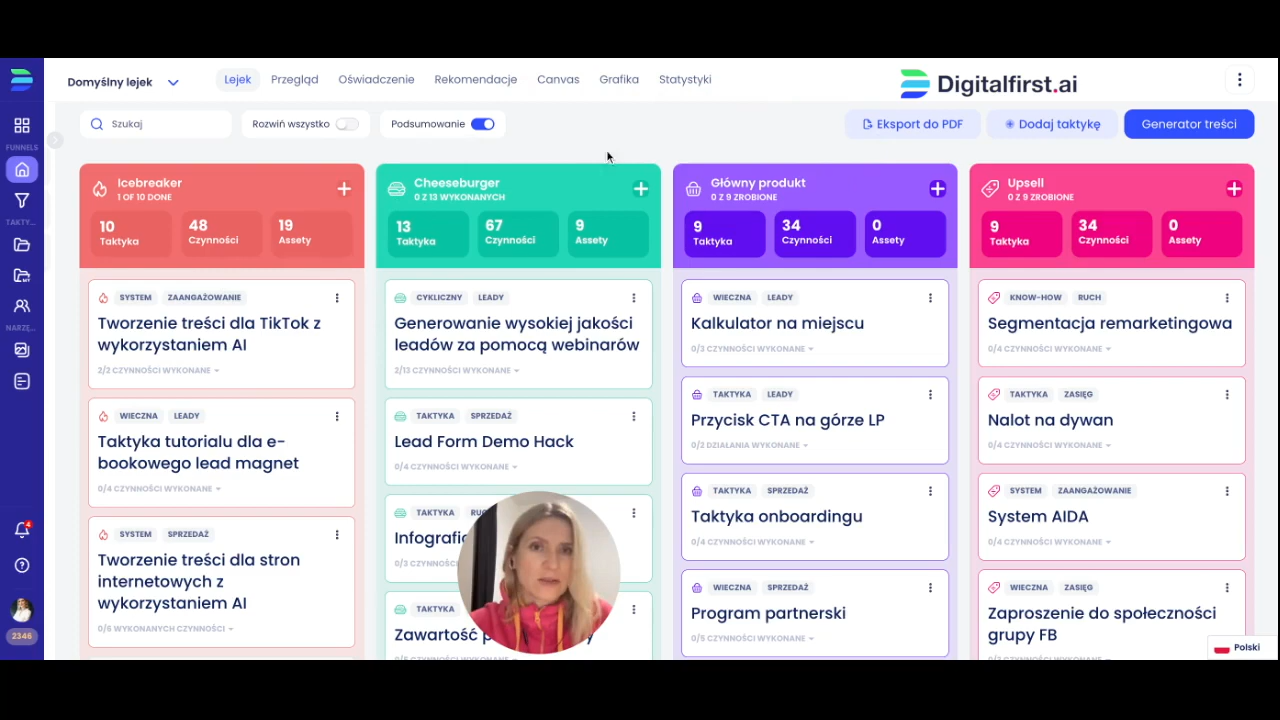 Domyślny lejek
Lejek
Przegląd
Oświadczenie
Rekomendacje
Canvas
Grafika
Statystyki
Digitalfirst.ai
Szukaj
Rozwiń wszystko
Podsumowanie
Eksport do PDF
Dodaj taktykę
Generator treści
FUNNELS
TAKTY...
NARZĘ...
4
2346
Icebreaker
1 OF 10 DONE
10 Taktyka
48 Czynności
19 Assety
SYSTEM ZAANGAŻOWANIE
Tworzenie treści dla TikTok z
wykorzystaniem AI
2/2 CZYNNOŚCI WYKONANE
WIECZNA LEADY
Taktyka tutorialu dla e-
bookowego lead magnet
0/4 CZYNNOŚCI WYKONANE
SYSTEM SPRZEDAŻ
Tworzenie treści dla stron
internetowych z
wykorzystaniem AI
0/6 WYKONANYCH CZYNNOŚCI
Cheeseburger
0 Z 13 WYKONANYCH
13 Taktyka
67 Czynności
9 Assety
CYKLICZNY LEADY
Generowanie wysokiej jakości
leadów za pomocą webinarów
2/13 CZYNNOŚCI WYKONANE
TAKTYKA SPRZEDAŻ
Lead Form Demo Hack
0/4 CZYNNOŚCI WYKONANE
TAKTYKA
Infografi
TAKTYKA
Zawartość
Główny produkt
0 Z 9 ZROBIONE
9 Taktyka
34 Czynności
0 Assety
WIECZNA LEADY
Kalkulator na miejscu
0/3 CZYNNOŚCI WYKONANE
TAKTYKA LEADY
Przycisk CTA na górze LP
0/2 DZIAŁANIA WYKONANE
TAKTYKA SPRZEDAŻ
Taktyka onboardingu
0/4 CZYNNOŚCI WYKONANE
WIECZNA SPRZEDAŻ
Program partnerski
0/5 CZYNNOŚCI WYKONANE
Upsell
0 Z 9 ZROBIONE
9 Taktyka
34 Czynności
0 Assety
KNOW-HOW RUCH
Segmentacja remarketingowa
0/4 CZYNNOŚCI WYKONANE
TAKTYKA ZASIĘG
Nalot na dywan
0/4 CZYNNOŚCI WYKONANE
SYSTEM ZAANGAŻOWANIE
System AIDA
0/4 CZYNNOŚCI WYKONANE
WIECZNA ZASIĘG
Zaproszenie do społeczności
grupy FB
Polski